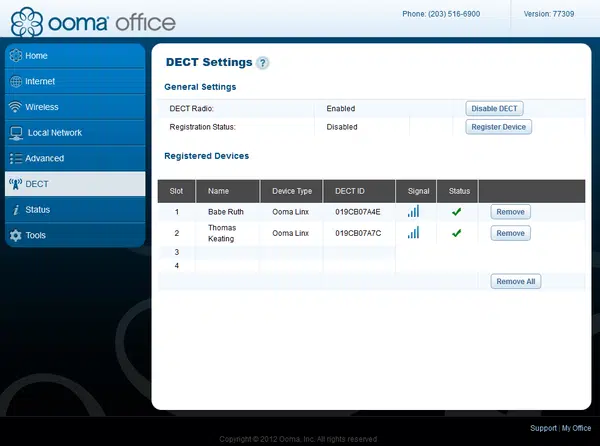 ooma office
Phone: (203) 516-6900 Version: 77309
Home
Internet
Wireless
Local Network
Advanced
DECT
Status
Tools
DECT Settings ?
General Settings
DECT Radio: Enabled Disable DECT
Registration Status: Disabled Register Device
Registered Devices
Slot Name Device Type DECT ID Signal Status
1 Babe Ruth Ooma Linx 019CB07A4E Remove
2 Thomas Keating Ooma Linx 019CB07A7C Remove
3
4
Remove All
Support | My Office
Copyright © 2012 Ooma, Inc. All rights reserved